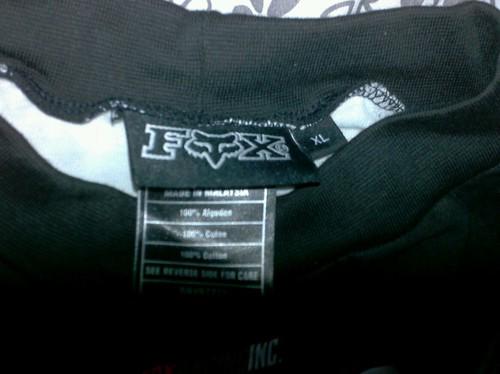 FOX
XL
MADE IN MALAYSIA
100% Algodon
100% Coton
100% Cotton
SEE REVERSE SIDE FOR CARE
INC.